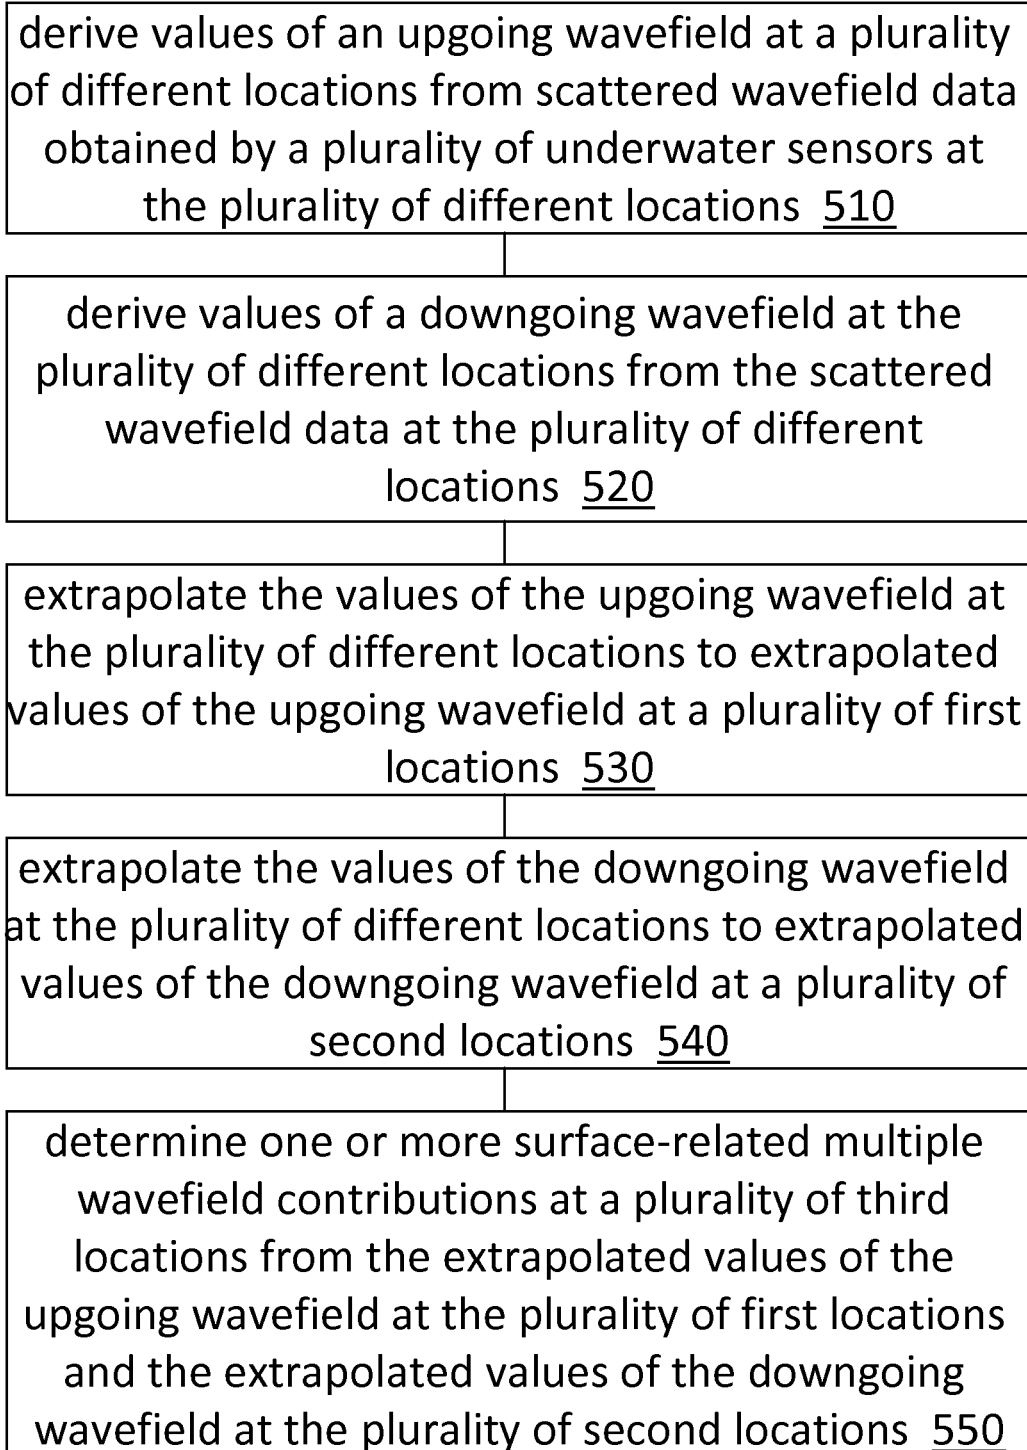 derive values of an upgoing wavefield at a plurality
of different locations from scattered wavefield data
obtained by a plurality of underwater sensors at
the plurality of different locations 510
derive values of a downgoing wavefield at the
plurality of different locations from the scattered
wavefield data at the plurality of different
locations 520
extrapolate the values of the upgoing wavefield at
the plurality of different locations to extrapolated
values of the upgoing wavefield at a plurality of first
locations 530
extrapolate the values of the downgoing wavefield
at the plurality of different locations to extrapolated
values of the downgoing wavefield at a plurality of
second locations 540
determine one or more surface-related multiple
wavefield contributions at a plurality of third
locations from the extrapolated values of the
upgoing wavefield at the plurality of first locations
and the extrapolated values of the downgoing
wavefield at the plurality of second locations 550